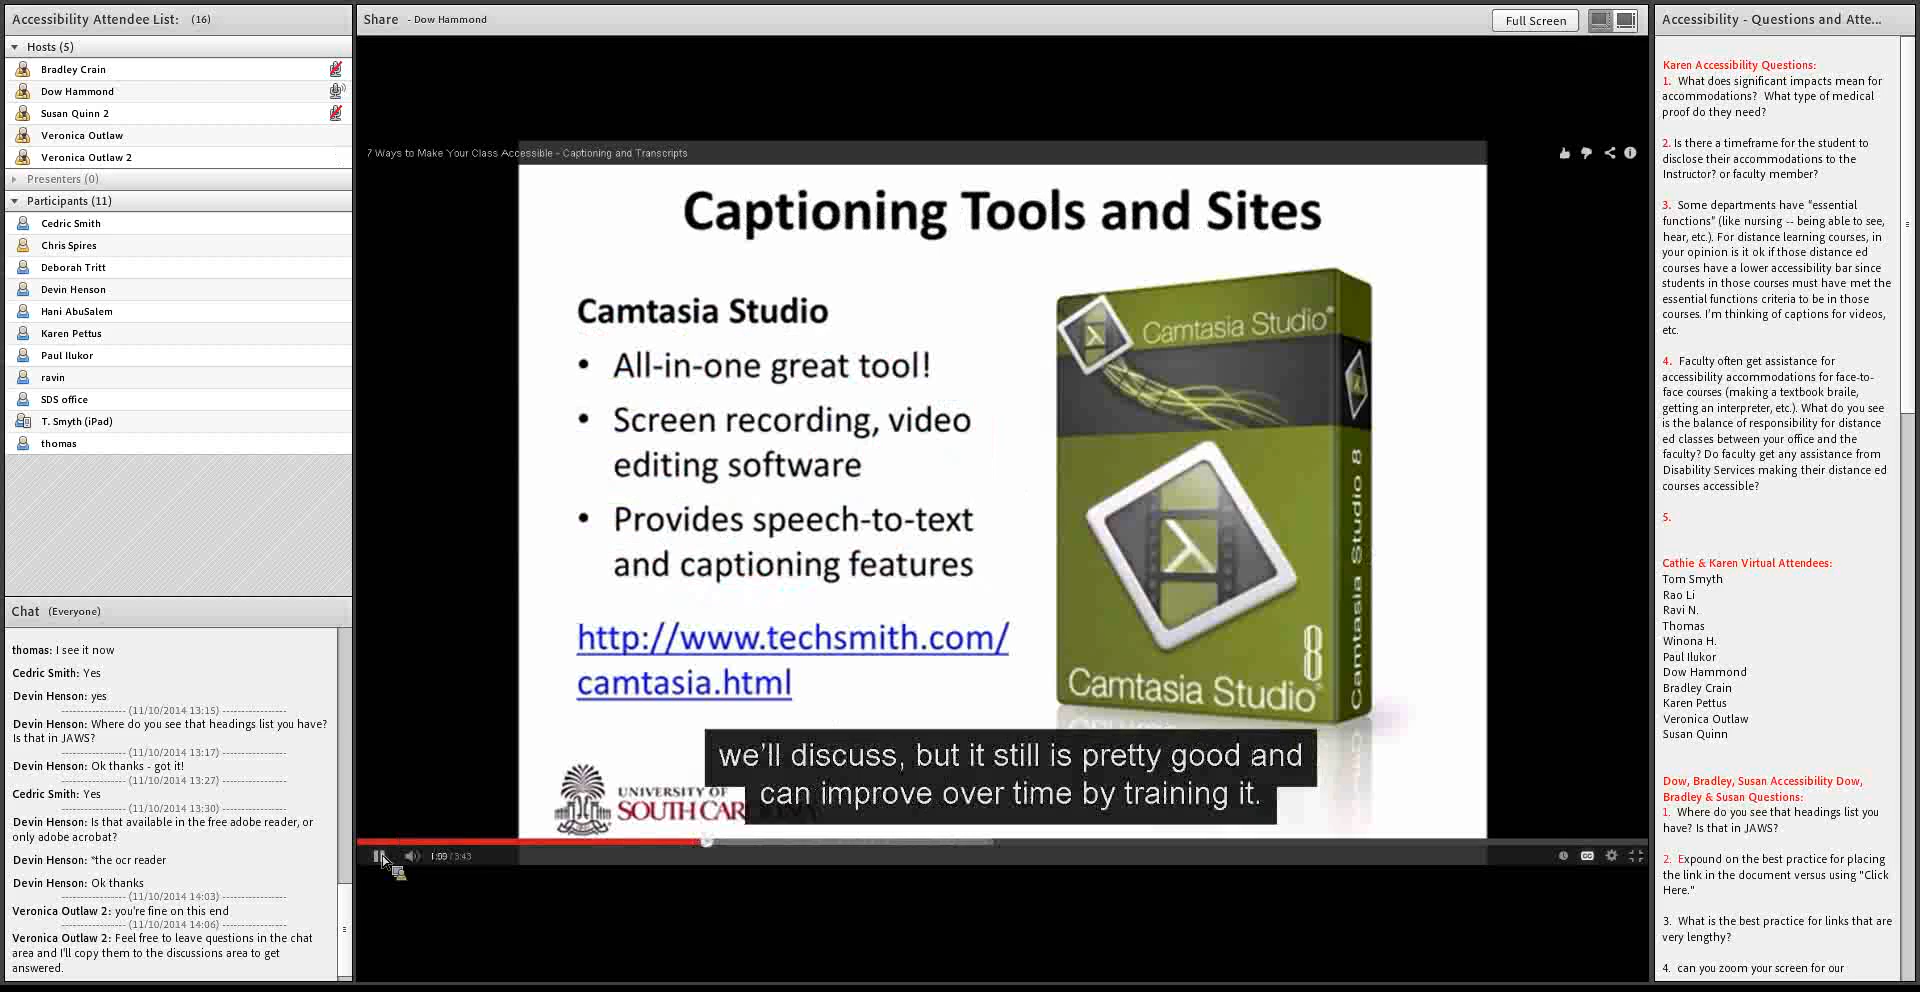 Accessibility Attendee List: (16)
Hosts (5)
Bradley Crain
Dow Hammond
Susan Quinn 2
Veronica Outlaw
Veronica Outlaw 2
Presenters (0)
Participants (11)
Cedric Smith
Chris Spires
Deborah Tritt
Devin Henson
Hani AbuSalem
Karen Pettus
Paul Ilukor
ravin
SDS office
T. Smyth (iPad)
thomas
Chat (Everyone)
thomas: I see it now
Cedric Smith: Yes
Devin Henson: yes
------------------ (11/10/2014 13:15) ------------------
Devin Henson: Where do you see that headings list you have?
Is that in JAWS?
------------------ (11/10/2014 13:17) ------------------
Devin Henson: Ok thanks - got it!
------------------ (11/10/2014 13:27) ------------------
Cedric Smith: Yes
------------------ (11/10/2014 13:30) ------------------
Devin Henson: Is that available in the free adobe reader, or
only adobe acrobat?
Devin Henson: *the ocr reader
Devin Henson: Ok thanks
------------------ (11/10/2014 14:03) ------------------
Veronica Outlaw 2: you're fine on this end
------------------ (11/10/2014 14:06) ------------------
Veronica Outlaw 2: Feel free to leave questions in the chat
area and I'll copy them to the discussions area to get
answered.
Share - Dow Hammond
Full Screen
7 Ways to Make Your Class Accessible - Captioning and Transcripts
Captioning Tools and Sites
Camtasia Studio
• All-in-one great tool!
• Screen recording, video
editing software
• Provides speech-to-text
and captioning features
http://www.techsmith.com/
camtasia.html
Camtasia Studio®
Camtasia Studio 8
8
Camtasia Studio®
we'll discuss, but it still is pretty good and
can improve over time by training it.
UNIVERSITY OF
SOUTH CAR
1:99 / 3:43
CC
Accessibility - Questions and Atte...
Karen Accessibility Questions:
1. What does significant impacts mean for
accommodations? What type of medical
proof do they need?
2. Is there a timeframe for the student to
disclose their accommodations to the
Instructor? or faculty member?
3. Some departments have "essential
functions" (like nursing -- being able to see,
hear, etc.). For distance learning courses, in
your opinion is it ok if those distance ed
courses have a lower accessibility bar since
students in those courses must have met the
essential functions criteria to be in those
courses. I'm thinking of captions for videos,
etc.
4. Faculty often get assistance for
accessibility accommodations for face-to-
face courses (making a textbook braile,
getting an interpreter, etc.). What do you see
is the balance of responsibility for distance
ed classes between your office and the
faculty? Do faculty get any assistance from
Disability Services making their distance ed
courses accessible?
5.
Cathie & Karen Virtual Attendees:
Tom Smyth
Rao Li
Ravi N.
Thomas
Winona H.
Paul Ilukor
Dow Hammond
Bradley Crain
Karen Pettus
Veronica Outlaw
Susan Quinn
Dow, Bradley, Susan Accessibility Dow,
Bradley & Susan Questions:
1. Where do you see that headings list you
have? Is that in JAWS?
2. Expound on the best practice for placing
the link in the document versus using "Click
Here."
3. What is the best practice for links that are
very lengthy?
4. can you zoom your screen for our